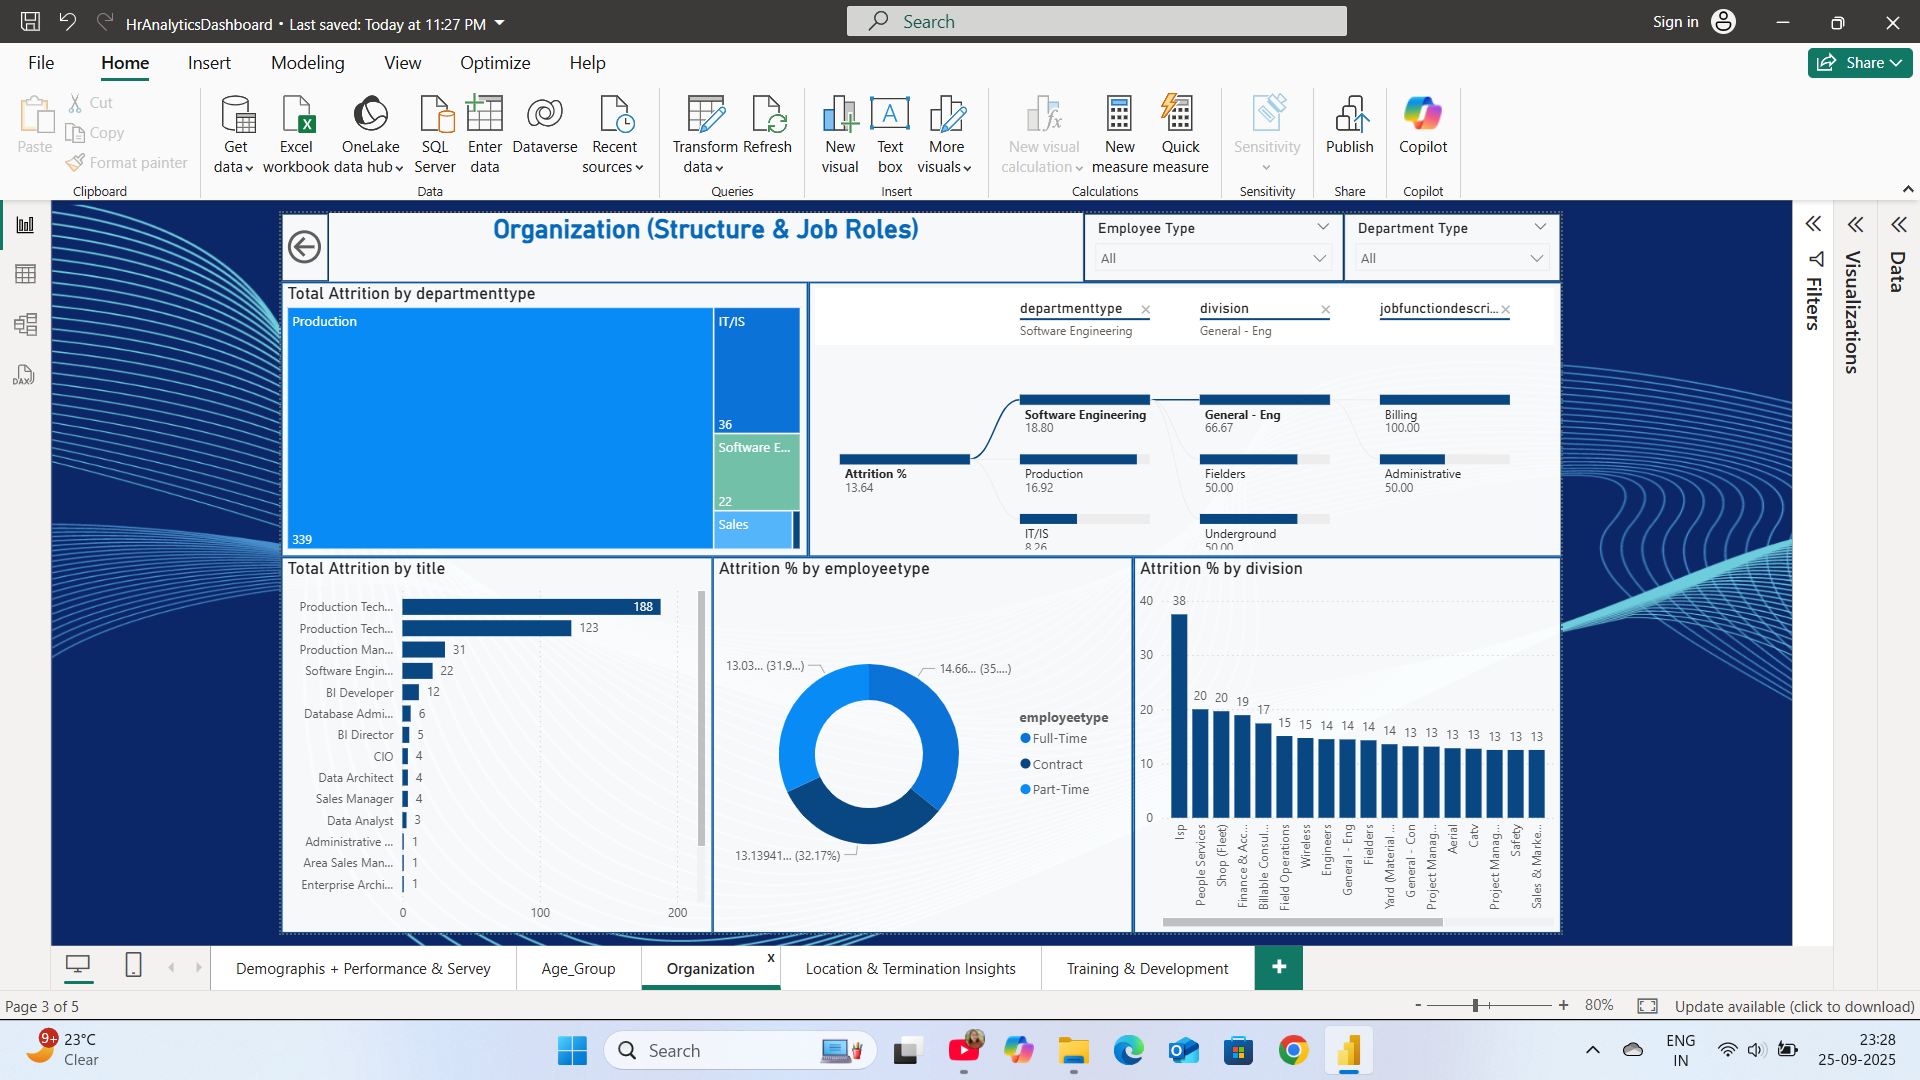 HrAnalyticsDashboard • Last saved: Today at 11:27 PM
Search
Sign in
File
Home
Insert
Modeling
View
Optimize
Help
Share
Paste
Cut
Copy
Format painter
Clipboard
Get data
Excel workbook
OneLake data hub
SQL Server
Enter data
Dataverse
Recent sources
Data
Transform data
Refresh
Queries
New visual
Text box
More visuals
Insert
New visual calculation
New measure
Quick measure
Calculations
Sensitivity
Sensitivity
Publish
Share
Copilot
Copilot
Organization (Structure & Job Roles)
Employee Type
All
Department Type
All
Filters
Visualizations
Data
Total Attrition by departmenttype
Production
339
IT/IS
36
Software E...
22
Sales
departmenttype
Software Engineering
division
General - Eng
jobfunctiondescri...
Attrition %
13.64
Software Engineering
18.80
Production
16.92
IT/IS
8.26
General - Eng
66.67
Fielders
50.00
Underground
50.00
Billing
100.00
Administrative
50.00
Total Attrition by title
Production Tech... 188
Production Tech... 123
Production Man... 31
Software Engin... 22
BI Developer 12
Database Admi... 6
BI Director 5
CIO 4
Data Architect 4
Sales Manager 4
Data Analyst 3
Administrative ... 1
Area Sales Man... 1
Enterprise Archi... 1
0 100 200
Attrition % by employeetype
13.03... (31.9...)
14.66... (35....)
13.13941... (32.17%)
employeetype
Full-Time
Contract
Part-Time
Attrition % by division
40
30
20
10
0
38 20 20 19 17 15 15 14 14 14 14 13 13 13 13 13 13 13
Isp
People Services
Shop (Fleet)
Finance & Acc...
Billable Consul...
Field Operations
Wireless
Engineers
General - Eng
Fielders
Yard (Material ...
General - Con
Project Manag...
Aerial
Catv
Project Manag...
Safety
Sales & Marke...
Demographis + Performance & Servey
Age_Group
Organization
x
Location & Termination Insights
Training & Development
+
Page 3 of 5
- + 80%
Update available (click to download)
9+
23°C
Clear
Search
ENG
IN
23:28
25-09-2025